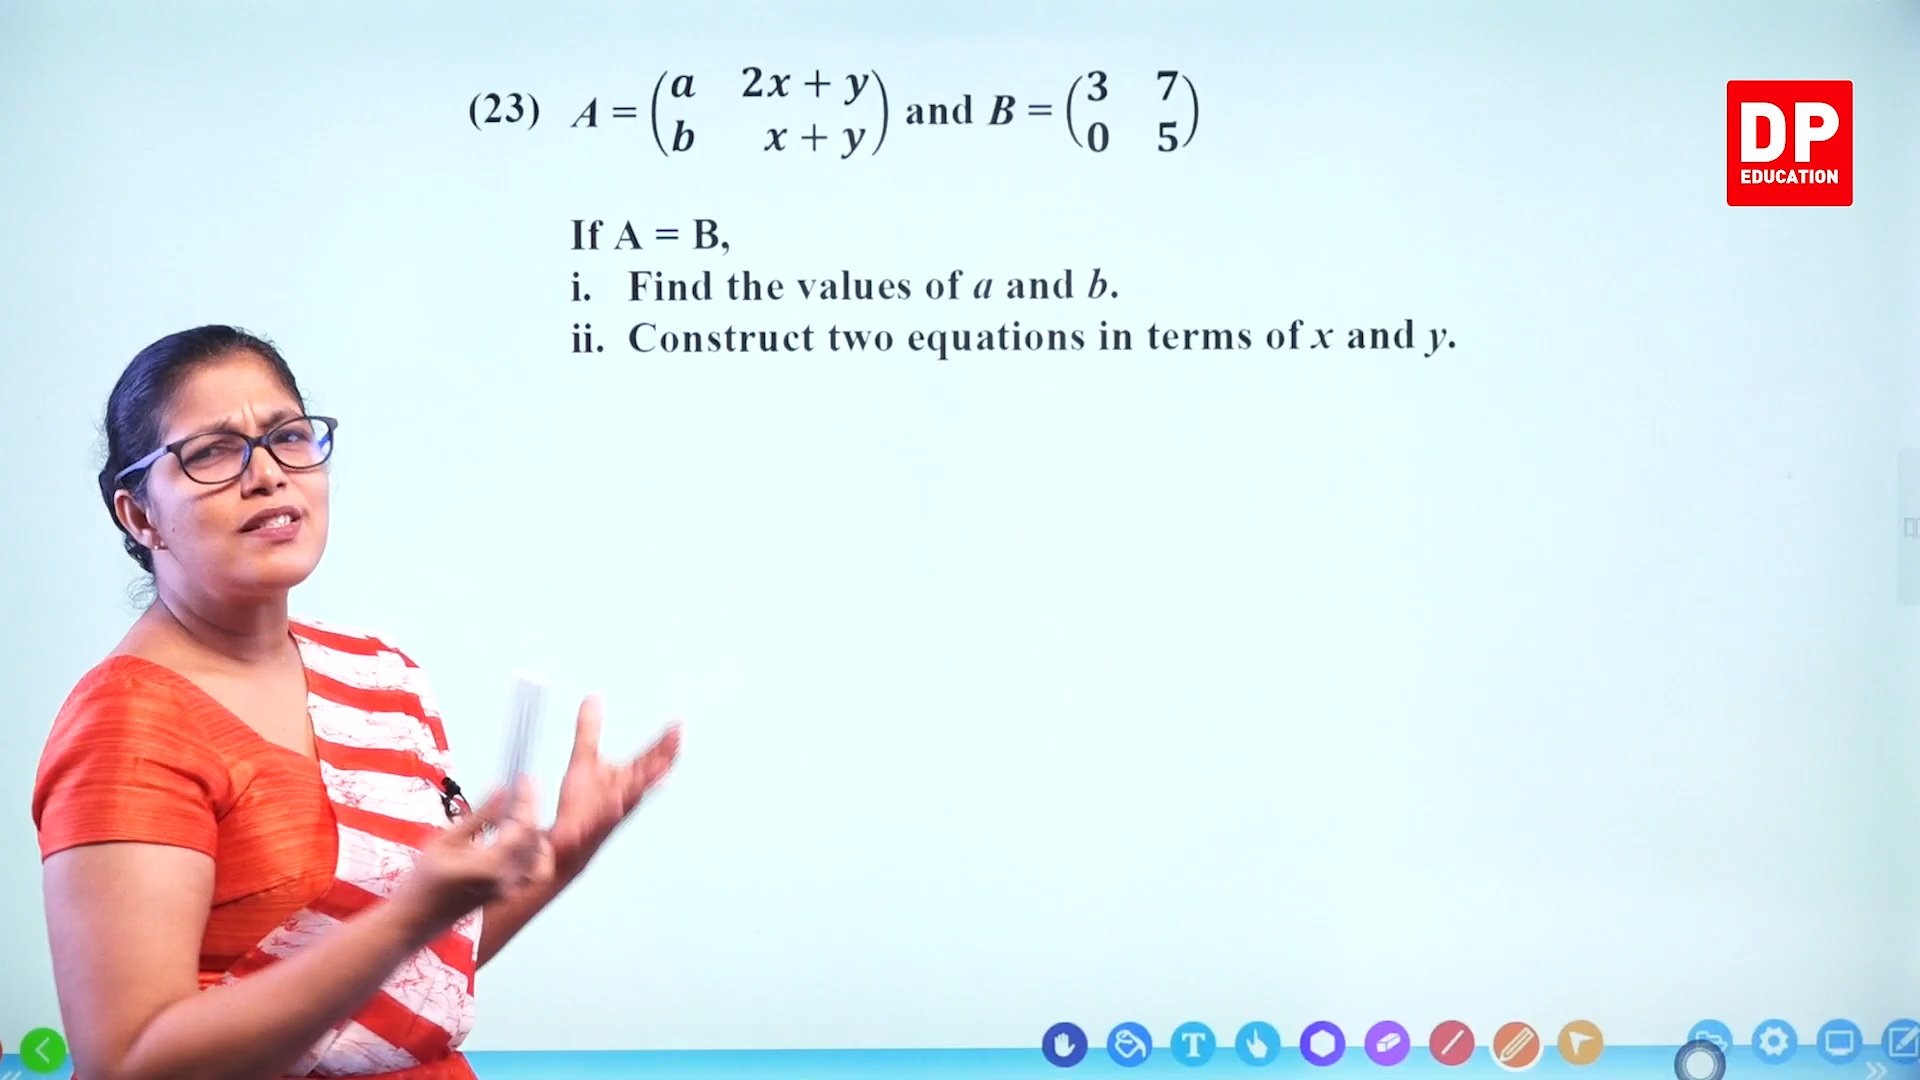 (23) A = (a 2x + y
b x + y) and B = (3 7
0 5)
If A = B,
i. Find the values of a and b.
ii. Construct two equations in terms of x and y.
DP
EDUCATION
T